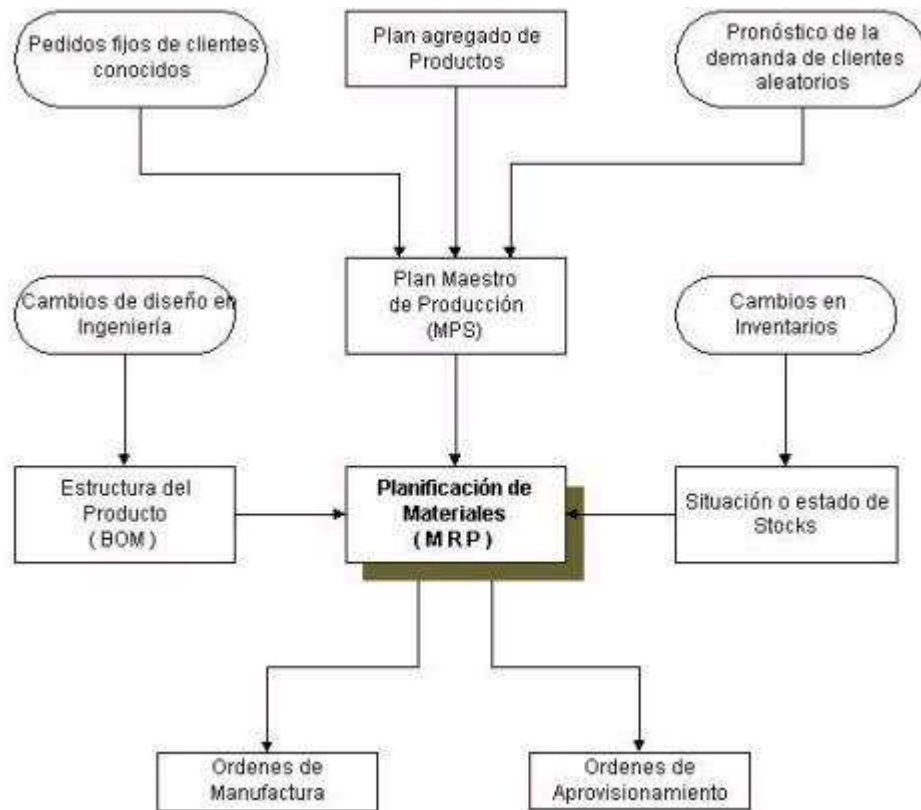 Pedidos fijos de clientes
conocidos
Plan agregado de
Productos
Pronóstico de la
demanda de clientes
aleatorios
Plan Maestro
de Producción
(MPS)
Cambios de diseño en
Ingeniería
Cambios en
Inventarios
Estructura del
Producto
( BOM )
Planificación de
Materiales
( M R P )
Situación o estado de
Stocks
Ordenes de
Manufactura
Ordenes de
Aprovisionamiento